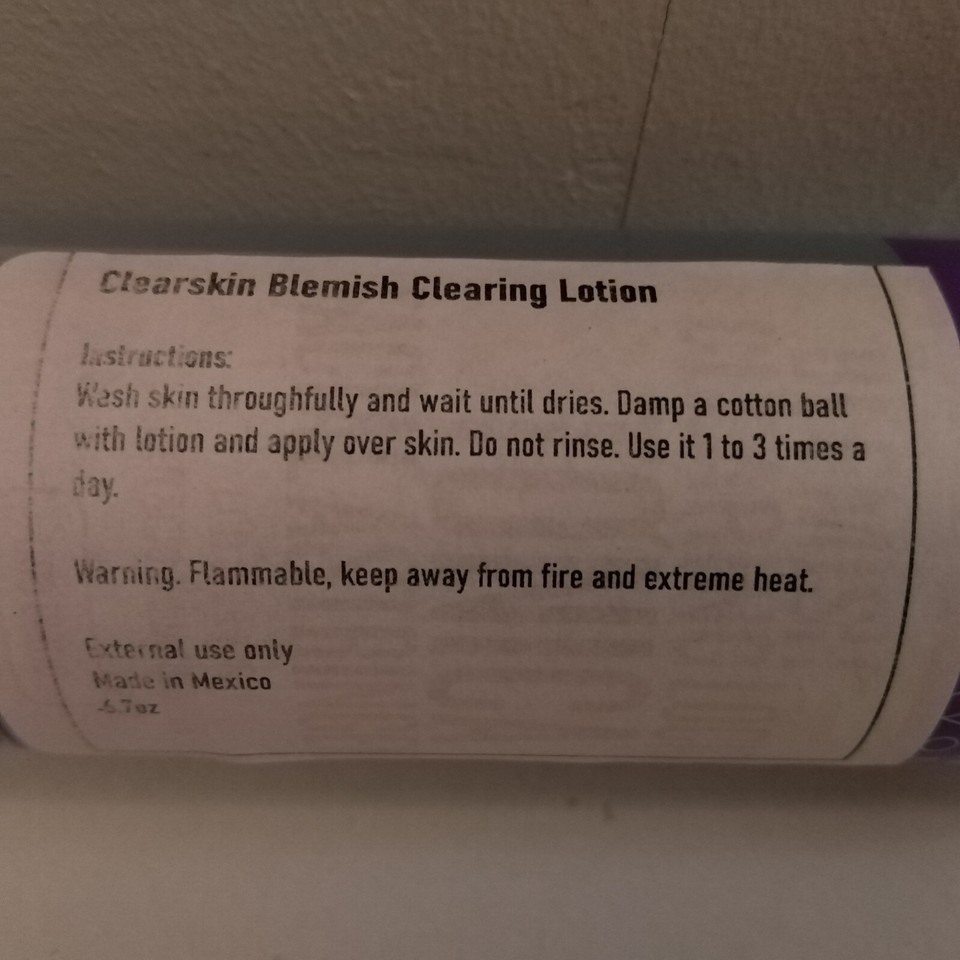 Clearskin Blemish Clearing Lotion
Instructions:
Wash skin throughfully and wait until dries. Damp a cotton ball
with lotion and apply over skin. Do not rinse. Use it 1 to 3 times a
day.
Warning. Flammable, keep away from fire and extreme heat.
External use only
Made in Mexico
6.7oz